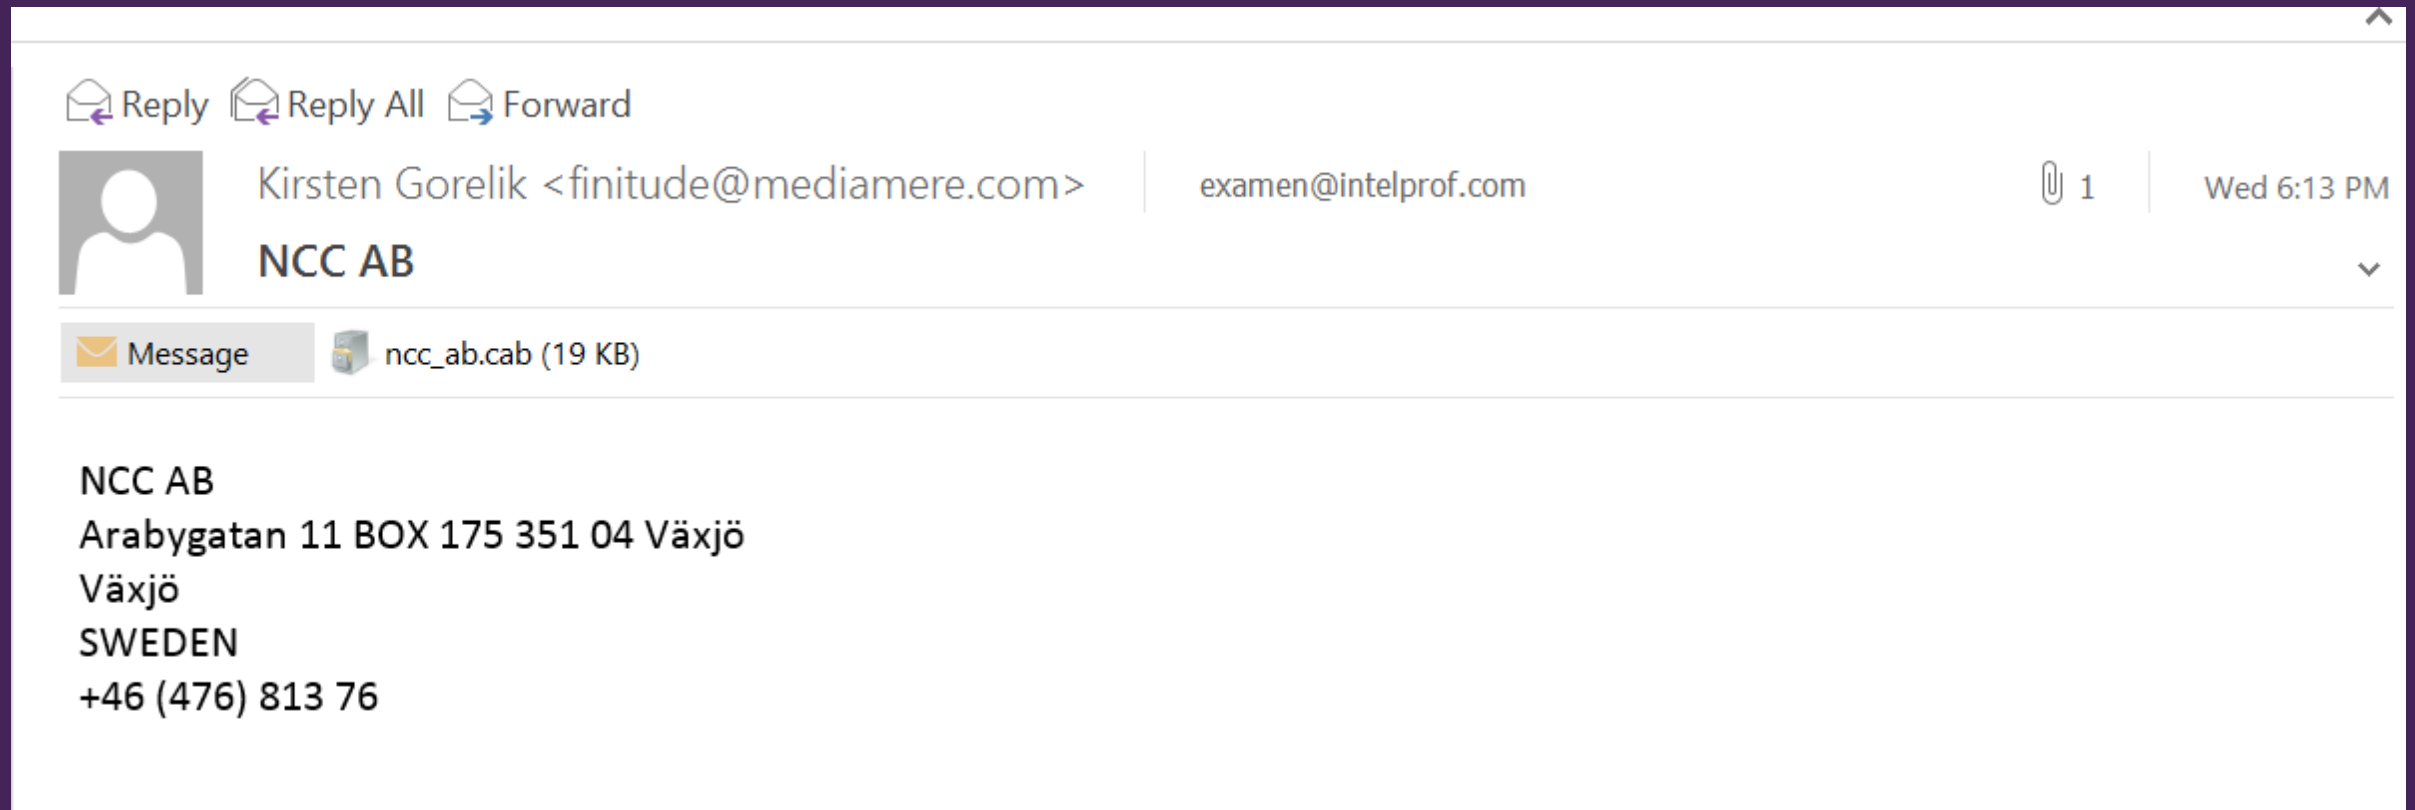 Reply Reply All Forward
Kirsten Gorelik <finitude@mediamere.com> examen@intelprof.com 1 Wed 6:13 PM
NCC AB
Message ncc_ab.cab (19 KB)
NCC AB
Arabygatan 11 BOX 175 351 04 Växjö
Växjö
SWEDEN
+46 (476) 813 76